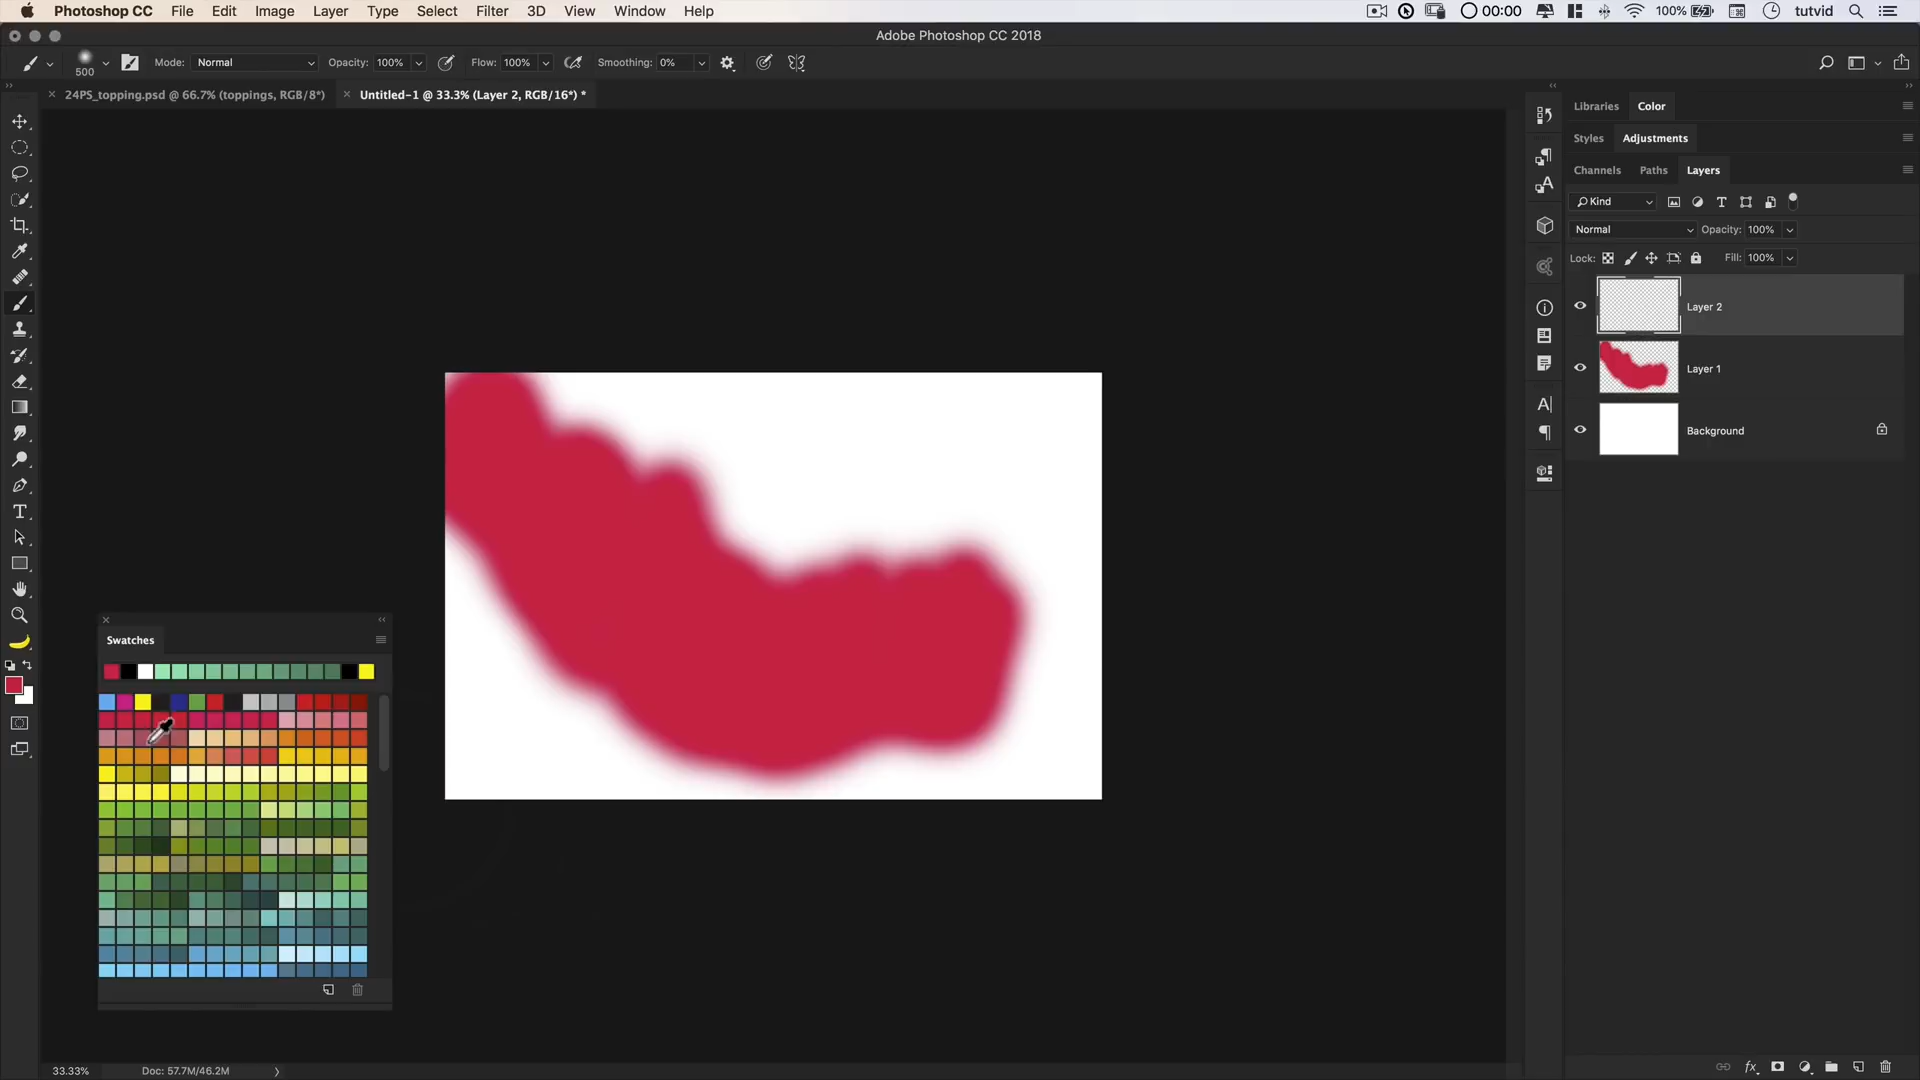 Photoshop CC File Edit Image Layer Type Select Filter 3D View Window Help 00:00 100% tutvid
Adobe Photoshop CC 2018
500 Mode: Normal Opacity: 100% Flow: 100% Smoothing: 0%
24PS_topping.psd @ 66.7% (toppings, RGB/8*) Untitled-1 @ 33.3% (Layer 2, RGB/16*) *
Libraries Color
Styles Adjustments
Channels Paths Layers
Kind
Normal Opacity: 100%
Lock: Fill: 100%
Layer 2
Layer 1
Background
Swatches
33.33% Doc: 57.7M/46.2M